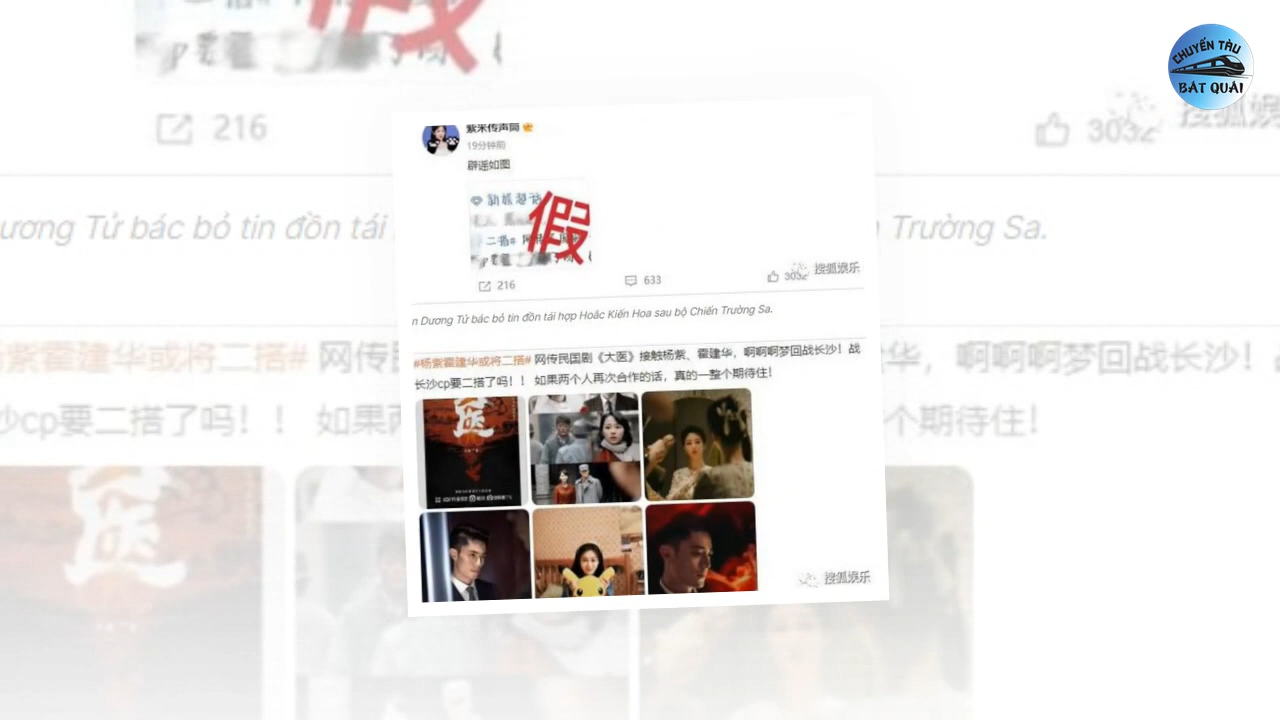 CHUYẾN TÀU
BÁT QUÁI
216
3032
搜狐娱
紫米传声筒
19分钟前
辟谣如图
假
216
633
3032
搜狐娱乐
ương Tử bác bỏ tin đồn tái
n Dương Tử bác bỏ tin đồn tái hợp Hoắc Kiến Hoa sau bộ Chiến Trường Sa.
Trường Sa.
紫霍建华或将二搭# 网传
#杨紫霍建华或将二搭# 网传民国剧《大医》接触杨紫、霍建华，啊啊啊梦回战长沙！战
华，啊啊啊梦回战长沙！
长沙cp要二搭了吗！！ 如果两个人再次合作的话，真的一整个期待住！
沙cp要二搭了吗！！ 如果两
个期待住！
医
搜狐娱乐